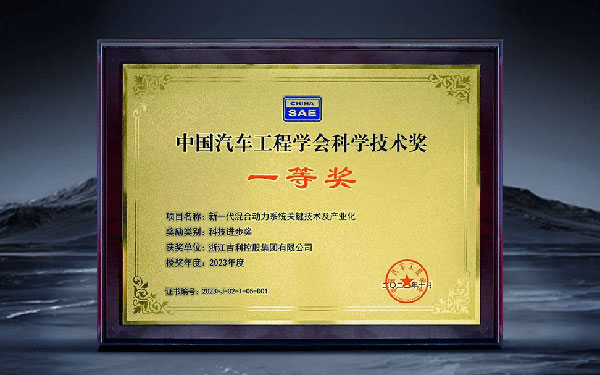 CHINA
SAE
中国汽车工程学会科学技术奖
一等奖
项目名称：新一代混合动力系统关键技术及产业化
奖励类别：科技进步奖
获奖单位：浙江吉利控股集团有限公司
授奖年度：2023年度
证书编号：